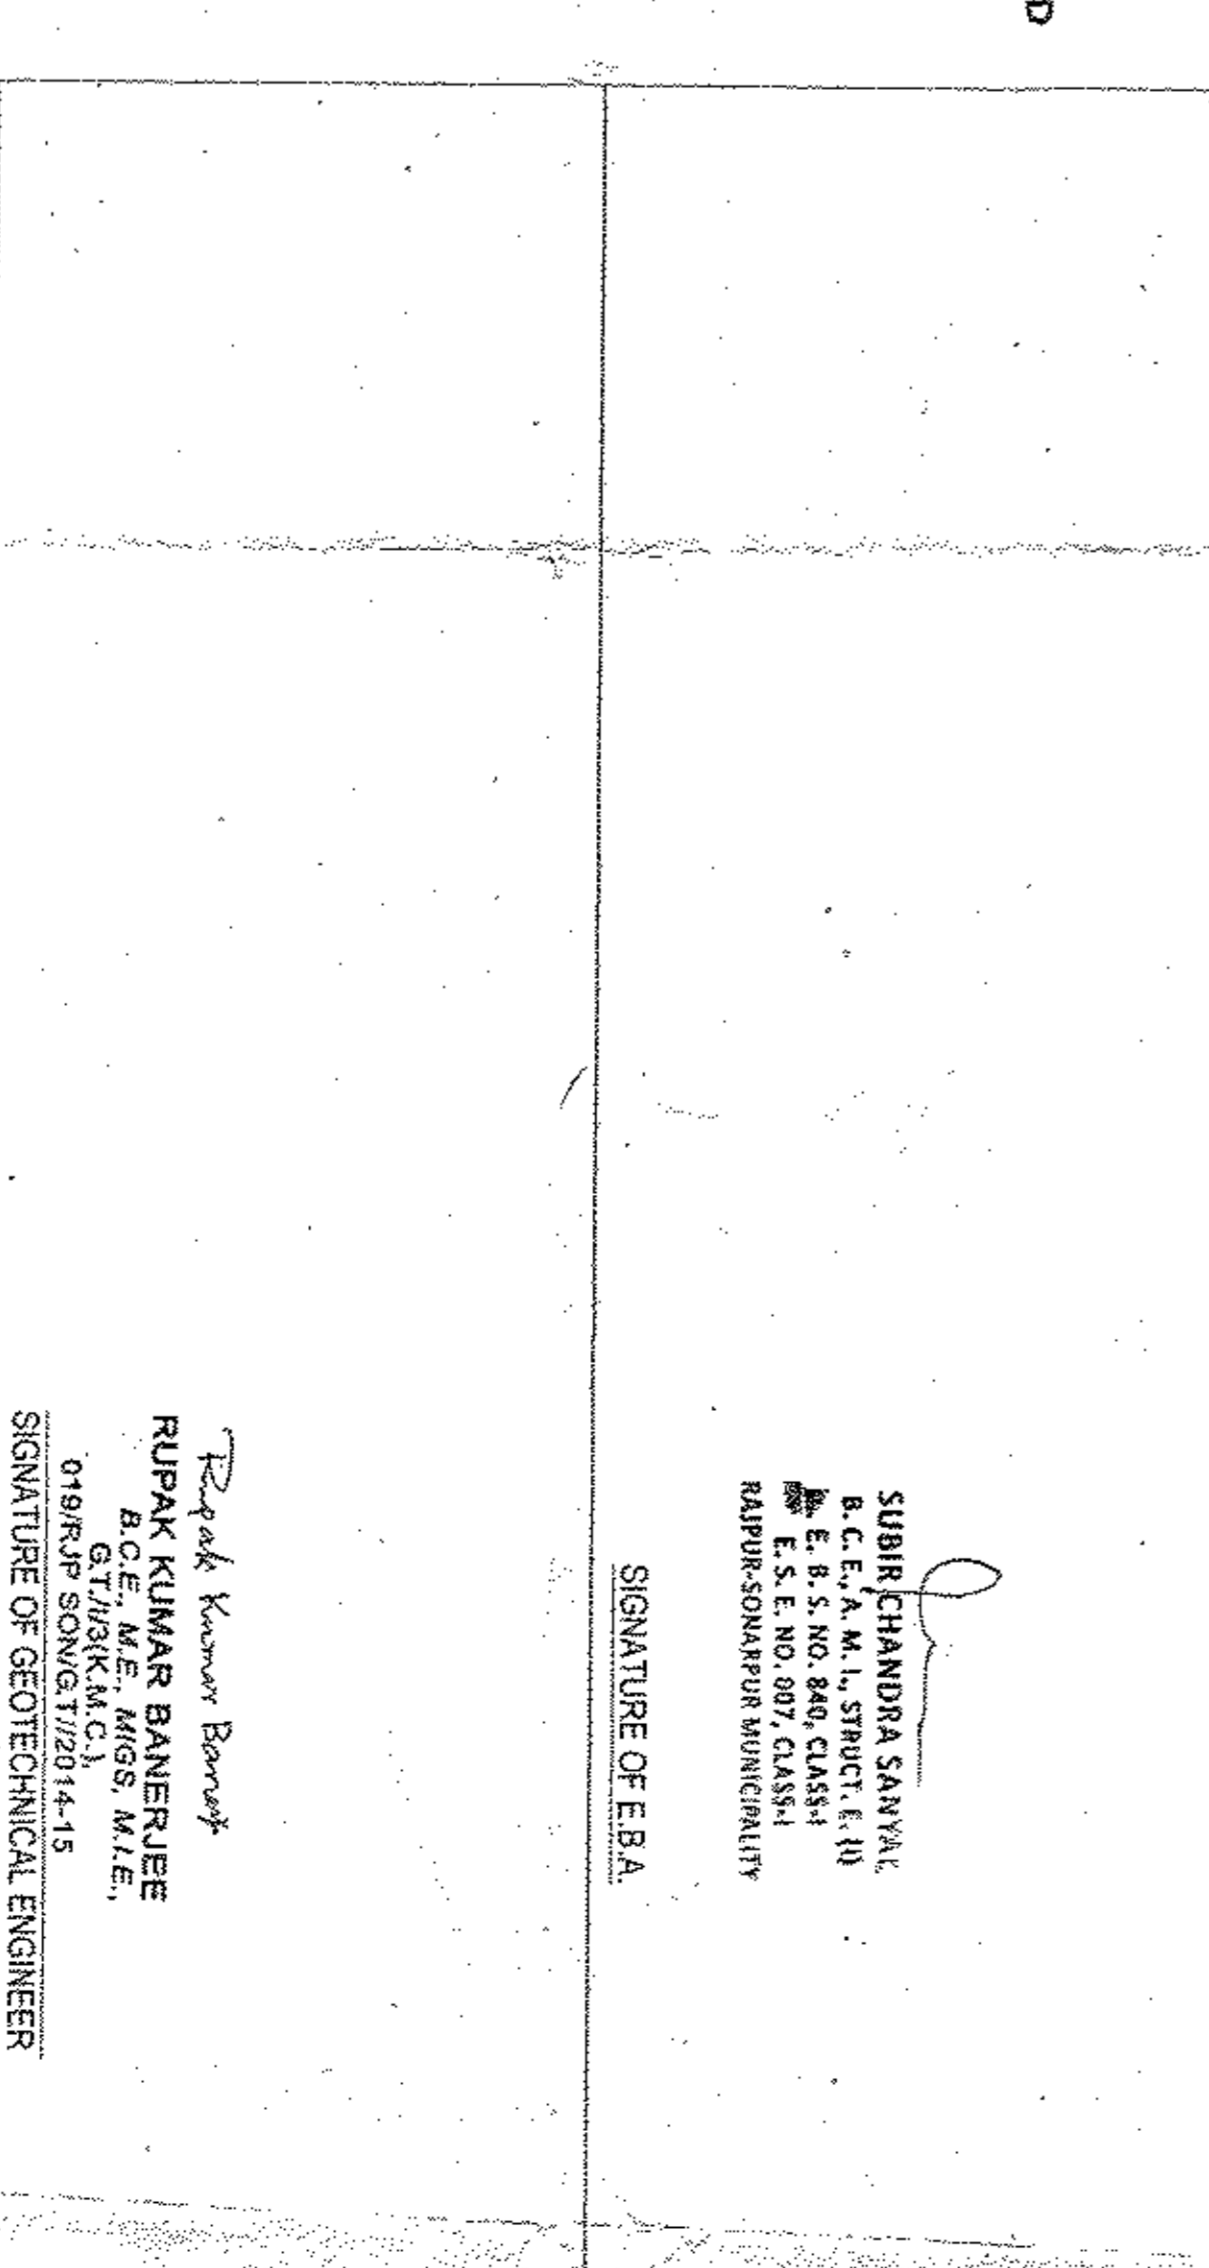 D
SUBIR CHANDRA SANYAL
B. C. E., A. M. I., STRUCT. E. (I)
E. B. S. NO. 840, CLASS-I
E. S. E. NO. 007, CLASS-I
RAJPUR-SONARPUR MUNICIPALITY
SIGNATURE OF E.B.A.
Rupak Kumar Banerjee
RUPAK KUMAR BANERJEE
B.C.E., M.E., MIGS, M.I.E.,
G.T./I/3(K.M.C.),
019/RJP SON/G.T//2014-15
SIGNATURE OF GEOTECHNICAL ENGINEER